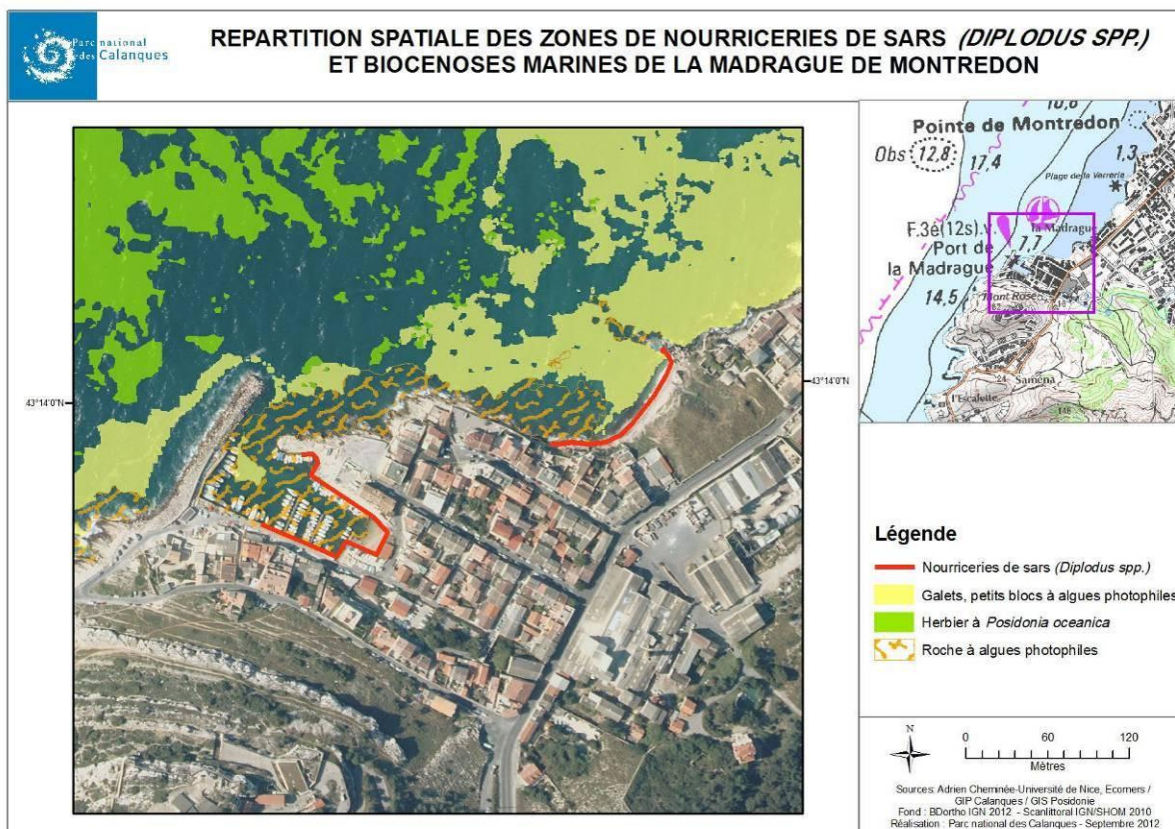 Parc national
des Calanques
REPARTITION SPATIALE DES ZONES DE NOURRICERIES DE SARS (DIPLODUS SPP.)
ET BIOCENOSES MARINES DE LA MADRAGUE DE MONTREDON
43°14'0"N
43°14'0"N
10,8
Pointe de Montredon
Obs 12,8
17,4
1,3
Plage de la Verrerie
F.3é(12s).v.
la Madrague
7,7
Port de
la Madrague
14,5
Mont Rose
24
Saména
l'Escalette
146
Légende
Nourriceries de sars (Diplodus spp.)
Galets, petits blocs à algues photophiles
Herbier à Posidonia oceanica
Roche à algues photophiles
N
0 60 120
Mètres
Sources: Adrien Cheminée-Université de Nice, Ecomers /
GIP Calanques / GIS Posidonie
Fond : BDortho IGN 2012 - Scanlittoral IGN/SHOM 2010
Réalisation : Parc national des Calanques - Septembre 2012